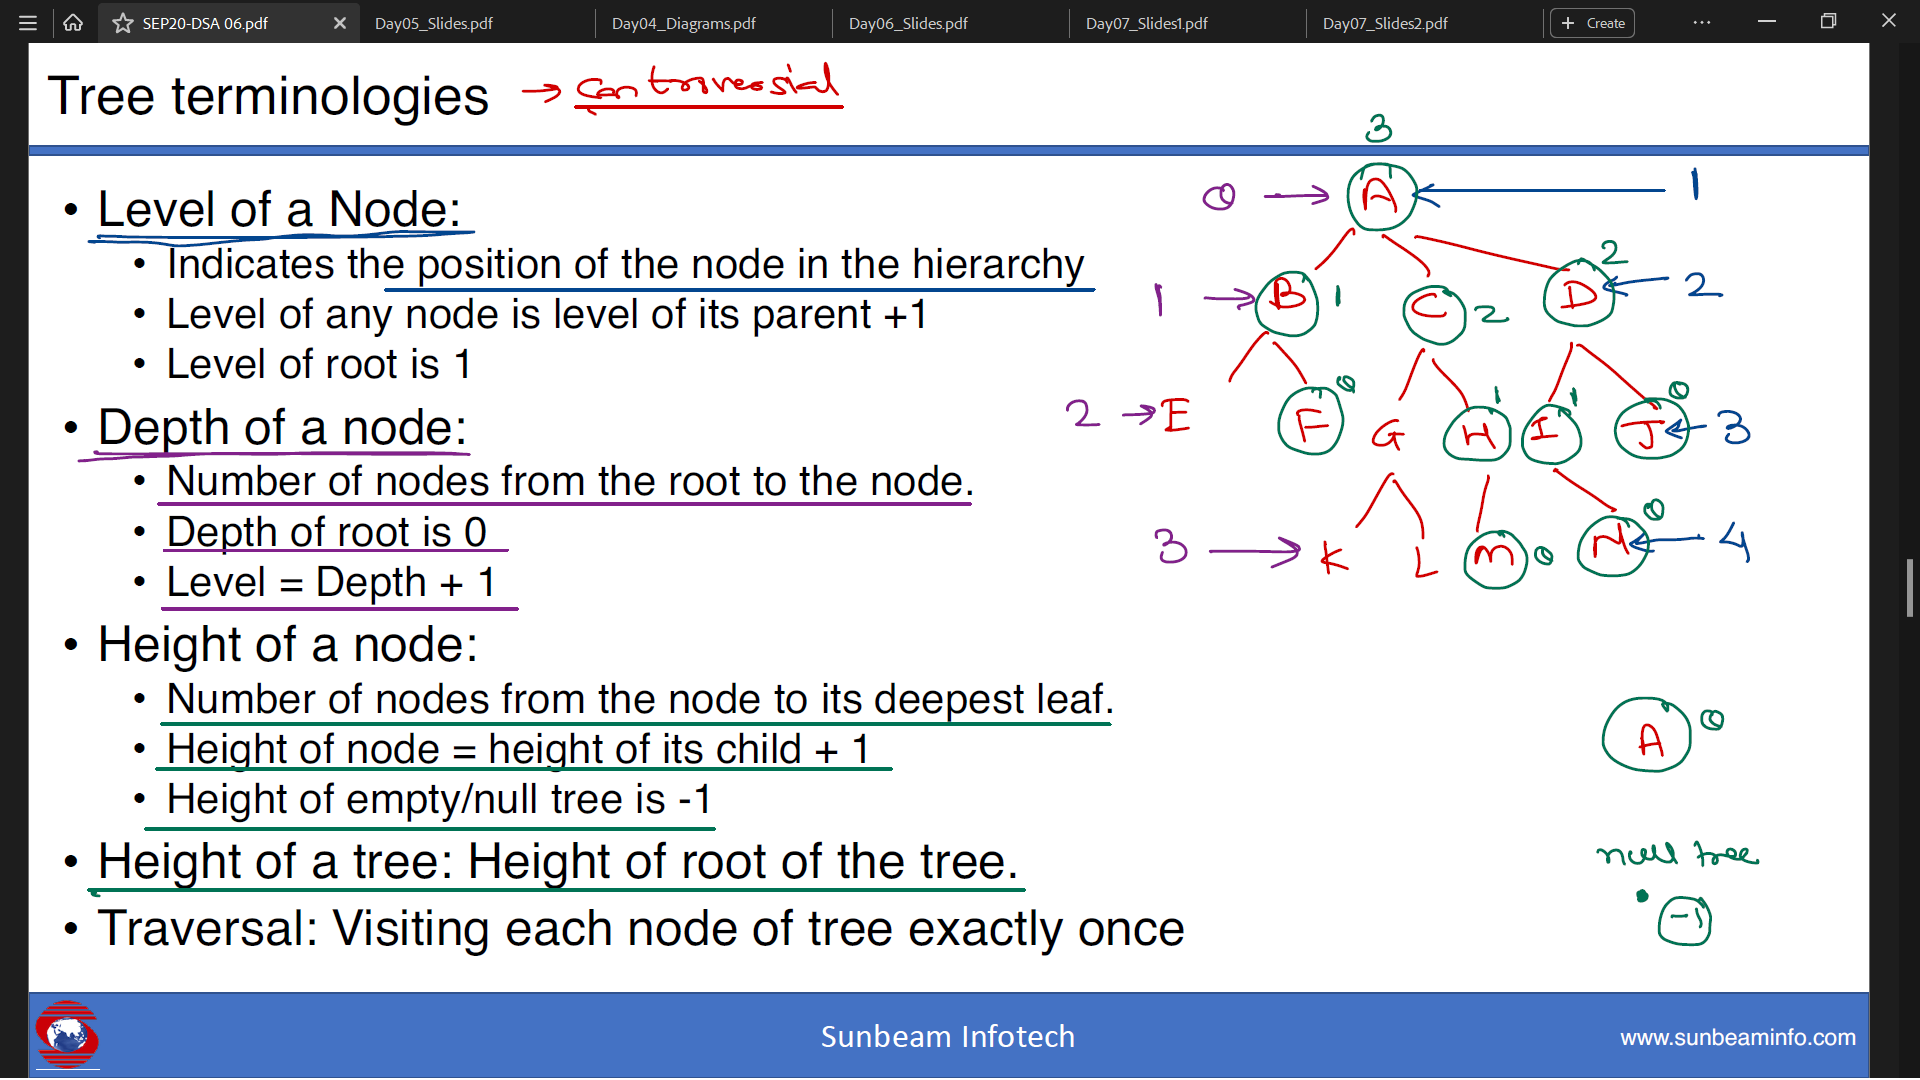 SEP20-DSA 06.pdf
Day05_Slides.pdf
Day04_Diagrams.pdf
Day06_Slides.pdf
Day07_Slides1.pdf
Day07_Slides2.pdf
+ Create
Tree terminologies → controversial
• Level of a Node:
• Indicates the position of the node in the hierarchy
• Level of any node is level of its parent +1
• Level of root is 1
• Depth of a node:
• Number of nodes from the root to the node.
• Depth of root is 0
• Level = Depth + 1
• Height of a node:
• Number of nodes from the node to its deepest leaf.
• Height of node = height of its child + 1
• Height of empty/null tree is -1
• Height of a tree: Height of root of the tree.
• Traversal: Visiting each node of tree exactly once
3
0 → A ← 1
1 → B 1 C 2 D 2 ← 2
2 → E F 0 G H 1 I 1 J 0 ← 3
3 → K L M 0 N 0 ← 4
A 0
null tree
-1
Sunbeam Infotech
www.sunbeaminfo.com